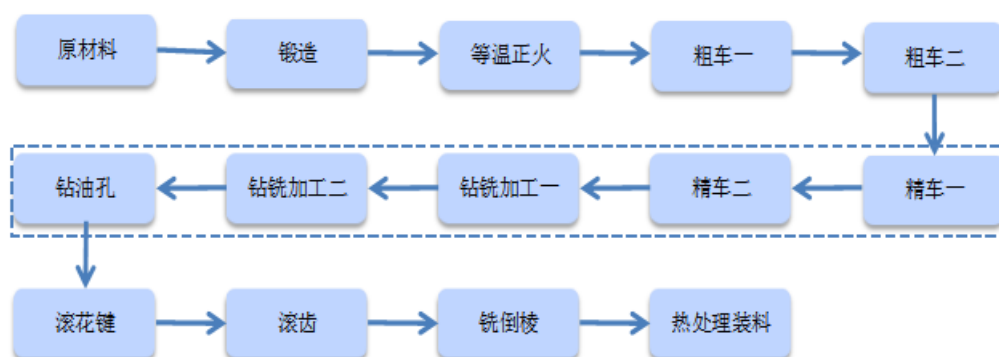 原材料
锻造
等温正火
粗车一
粗车二
精车一
精车二
钻铣加工一
钻铣加工二
钻油孔
滚花键
滚齿
铣倒棱
热处理装料